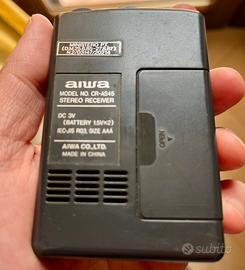 MINISTERO P.T.
aiwa
MODEL NO. CR-AS45
STEREO RECEIVER
DC 3V
(BATTERY 1.5V×2)
IEC-JIS R03, SIZE AAA
AIWA CO.,LTD.
MADE IN CHINA
subito